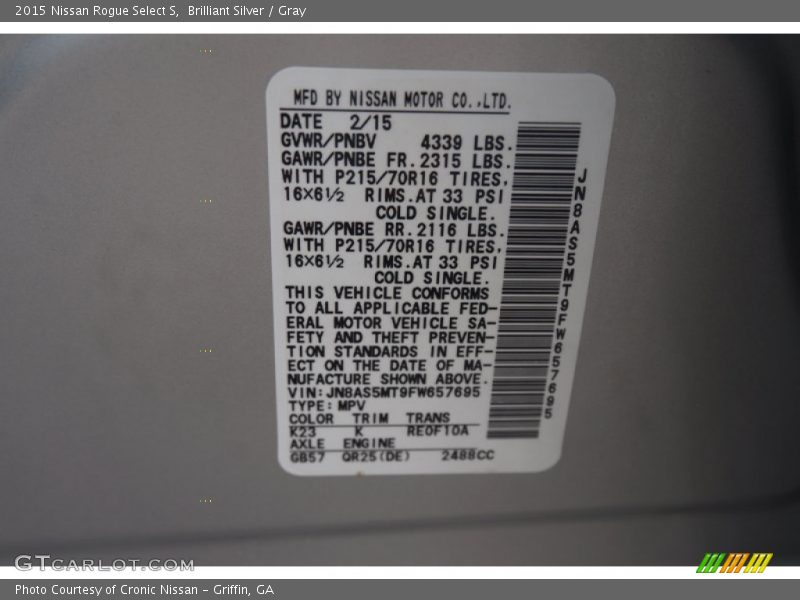 2015 Nissan Rogue Select S,  Brilliant Silver / Gray
MFD BY NISSAN MOTOR CO.,LTD.
DATE 2/15
GVWR/PNBV 4339 LBS.
GAWR/PNBE FR. 2315 LBS.
WITH P215/70R16 TIRES,
16X6½ RIMS.AT 33 PSI
COLD SINGLE.
GAWR/PNBE RR. 2116 LBS.
WITH P215/70R16 TIRES,
16X6½ RIMS.AT 33 PSI
COLD SINGLE.
THIS VEHICLE CONFORMS
TO ALL APPLICABLE FED-
ERAL MOTOR VEHICLE SA-
FETY AND THEFT PREVEN-
TION STANDARDS IN EFF-
ECT ON THE DATE OF MA-
NUFACTURE SHOWN ABOVE.
VIN:JN8AS5MT9FW657695
TYPE: MPV
COLOR TRIM TRANS
K23 K RE0F10A
AXLE ENGINE
GB57 QR25(DE) 2488CC
JN8AS5MT9FW657695
GTCARLOT.COM
Photo Courtesy of Cronic Nissan - Griffin, GA